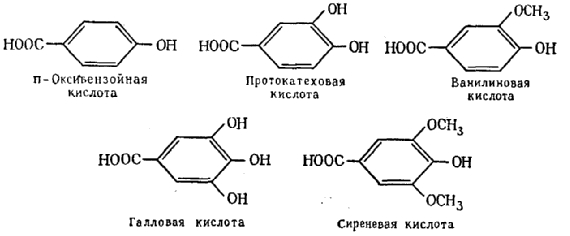 HOOC OH
п-Оксибензойная
кислота
OH
HOOC OH
Протокатеховая
кислота
OCH3
HOOC OH
Ванилиновая
кислота
OH
HOOC OH
OH
Галловая кислота
OCH3
HOOC OH
OCH3
Сиреневая кислота